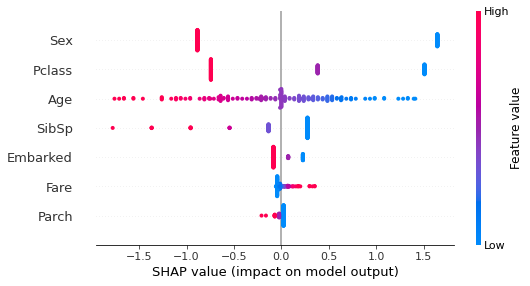 High
Sex
Pclass
Age
SibSp
Embarked
Fare
Parch
Feature value
Low
−1.5 −1.0 −0.5 0.0 0.5 1.0 1.5
SHAP value (impact on model output)